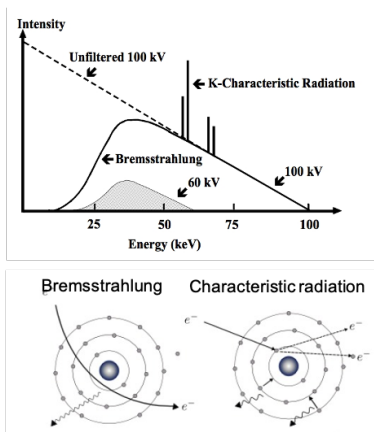 Intensity
Unfiltered 100 kV
K-Characteristic Radiation
Bremsstrahlung
60 kV
100 kV
25 50 75 100
Energy (keV)
Bremsstrahlung Characteristic radiation
e⁻
e⁻
e⁻
e⁻